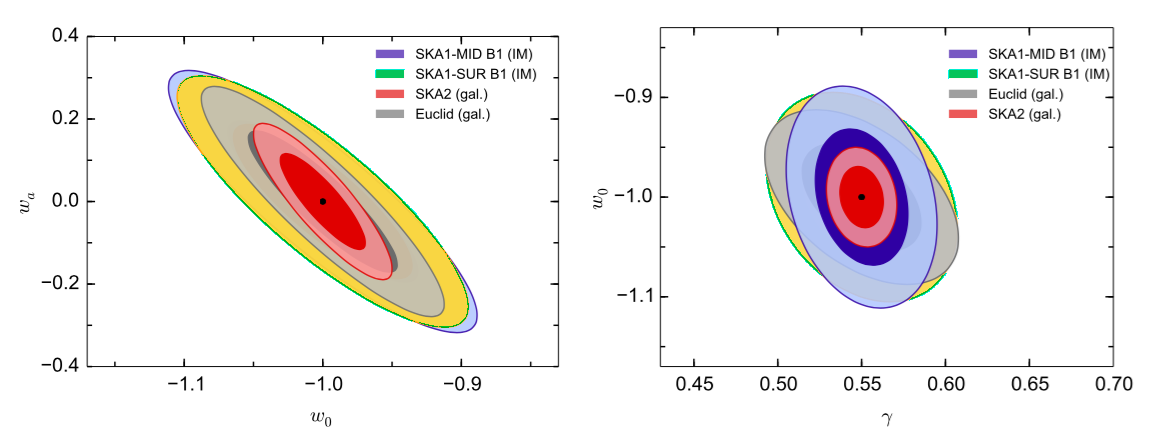 0.4
0.2
0.0
−0.2
−0.4
w_a
SKA1-MID B1 (IM)
SKA1-SUR B1 (IM)
SKA2 (gal.)
Euclid (gal.)
−1.1
−1.0
−0.9
w_0
−0.9
−1.0
−1.1
w_0
SKA1-MID B1 (IM)
SKA1-SUR B1 (IM)
Euclid (gal.)
SKA2 (gal.)
0.45
0.50
0.55
0.60
0.65
0.70
γ